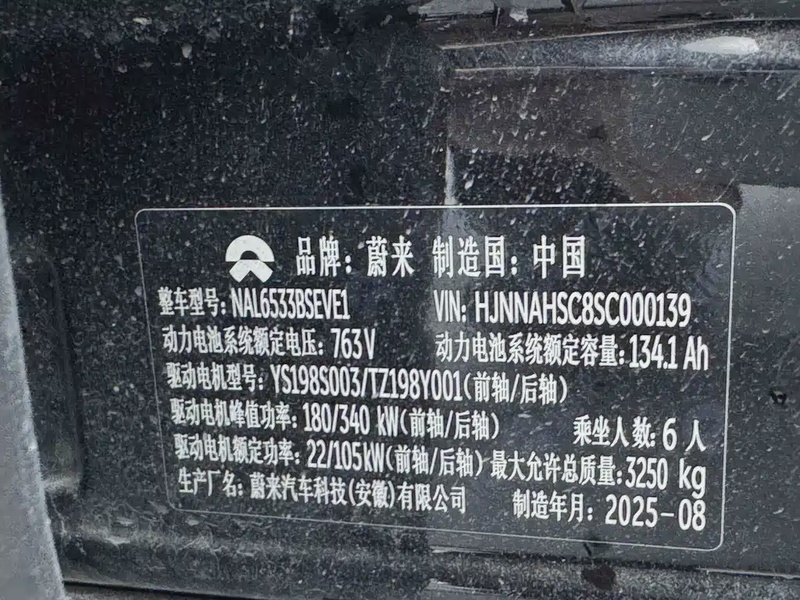 品牌：蔚来 制造国：中国
整车型号：NAL6533BSEVE1 VIN：HJNNAHSC8SC000139
动力电池系统额定电压：763V 动力电池系统额定容量：134.1 Ah
驱动电机型号：YS198S003/TZ198Y001(前轴/后轴)
驱动电机峰值功率：180/340 kW(前轴/后轴) 乘坐人数：6 人
驱动电机额定功率：22/105kW(前轴/后轴) 最大允许总质量：3250 kg
生产厂名：蔚来汽车科技(安徽)有限公司 制造年月：2025-08